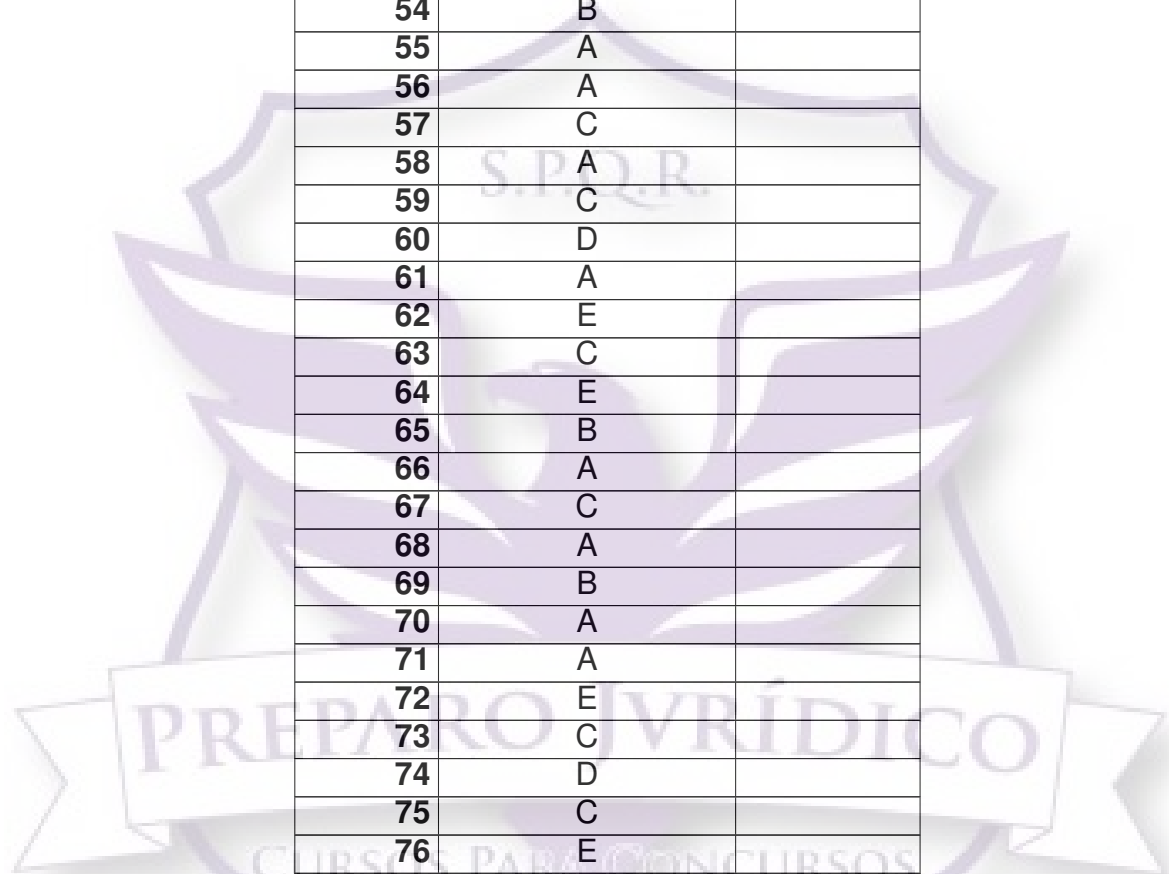 54 B
55 A
56 A
57 C
58 A
S.P.Q.R.
59 C
60 D
61 A
62 E
63 C
64 E
65 B
66 A
67 C
68 A
69 B
70 A
71 A
72 E
PREPARO JVRÍDICO
73 C
74 D
75 C
76 E
CURSOS PARA CONCURSOS